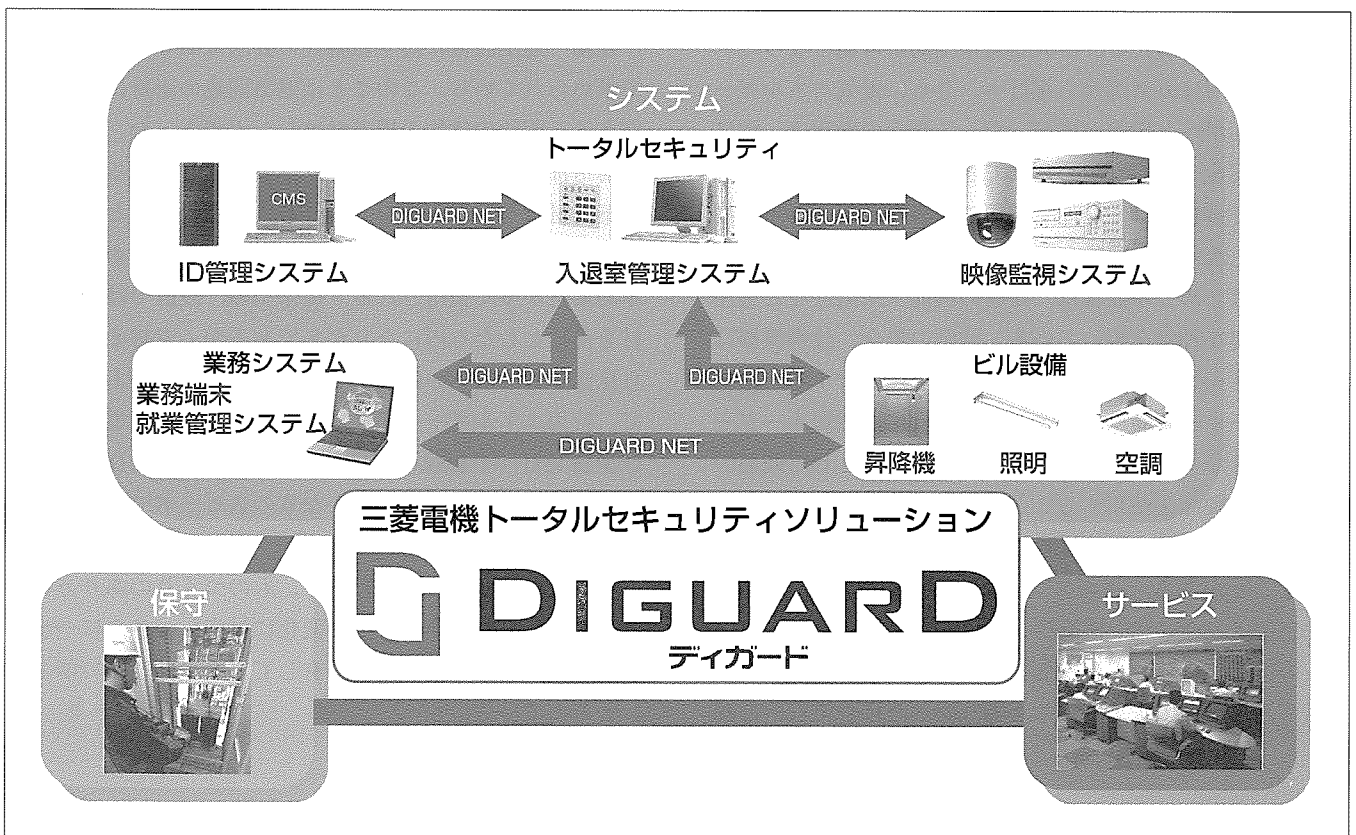 システム
トータルセキュリティ
CMS
DIGUARD NET
DIGUARD NET
ID管理システム
入退室管理システム
映像監視システム
業務システム
業務端末
就業管理システム
DIGUARD NET
DIGUARD NET
DIGUARD NET
ビル設備
昇降機
照明
空調
三菱電機トータルセキュリティソリューション
DIGUARD
ディガード
保守
サービス